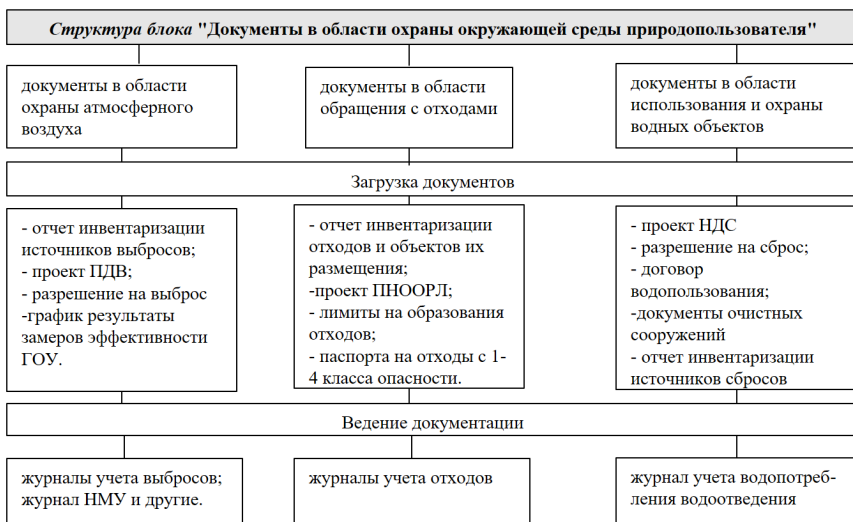 Структура блока "Документы в области охраны окружающей среды природопользователя"
документы в области
охраны атмосферного
воздуха
документы в области
обращения с отходами
документы в области
использования и охраны
водных объектов
Загрузка документов
- отчет инвентаризации
источников выбросов;
- проект ПДВ;
- разрешение на выброс
-график результаты
замеров эффективности
ГОУ.
- отчет инвентаризации
отходов и объектов их
размещения;
-проект ПНООРЛ;
- лимиты на образования
отходов;
- паспорта на отходы с 1-
4 класса опасности.
- проект НДС
- разрешение на сброс;
- договор
водопользования;
-документы очистных
сооружений
- отчет инвентаризации
источников сбросов
Ведение документации
журналы учета выбросов;
журнал НМУ и другие.
журналы учета отходов
журнал учета водопотреб-
ления водоотведения